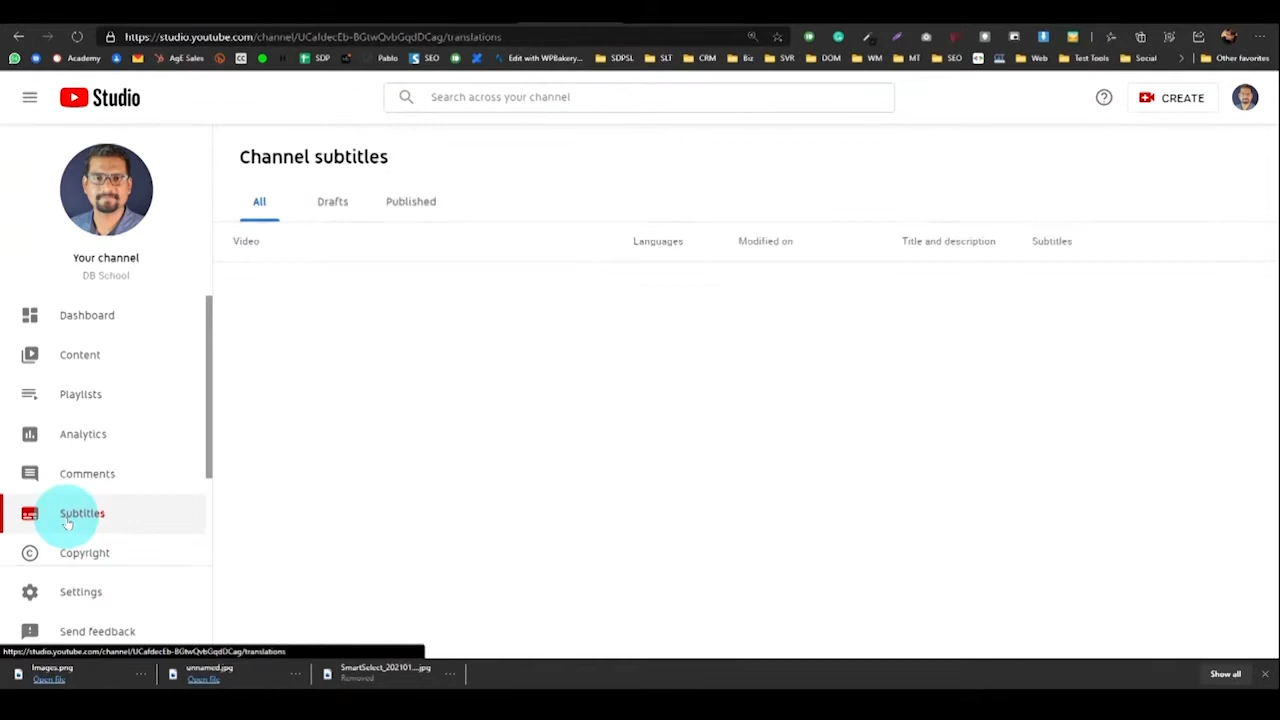 https://studio.youtube.com/channel/UCafdecEb-BGtwQvbGqdDCag/translations
Academy AgE Sales CC SDP Pablo SEO Edit with WPBakery... SDPSL SLT CRM Biz SVR DOM WM MT SEO Web Test Tools Social Other favorites
Studio
Search across your channel
CREATE
Channel subtitles
All Drafts Published
Video Languages Modified on Title and description Subtitles
Your channel
DB School
Dashboard
Content
Playlists
Analytics
Comments
Subtitles
Copyright
Settings
Send feedback
https://studio.youtube.com/channel/UCafdecEb-BGtwQvbGqdDCag/translations
Images.png
Open file
unnamed.jpg
Open file
SmartSelect_202101....jpg
Removed
Show all